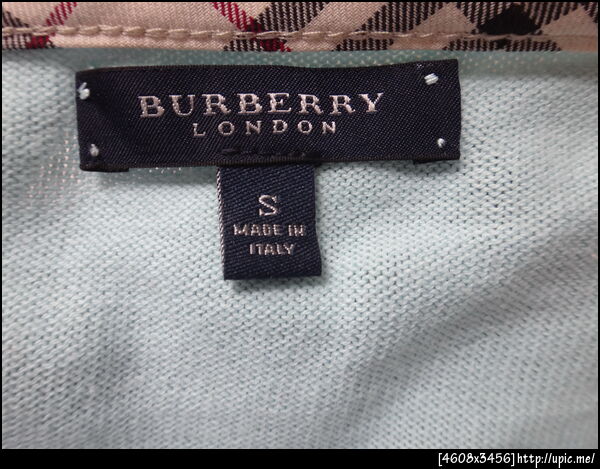 BURBERRY
LONDON
S
MADE IN
ITALY
[4608x3456]http://upic.me/